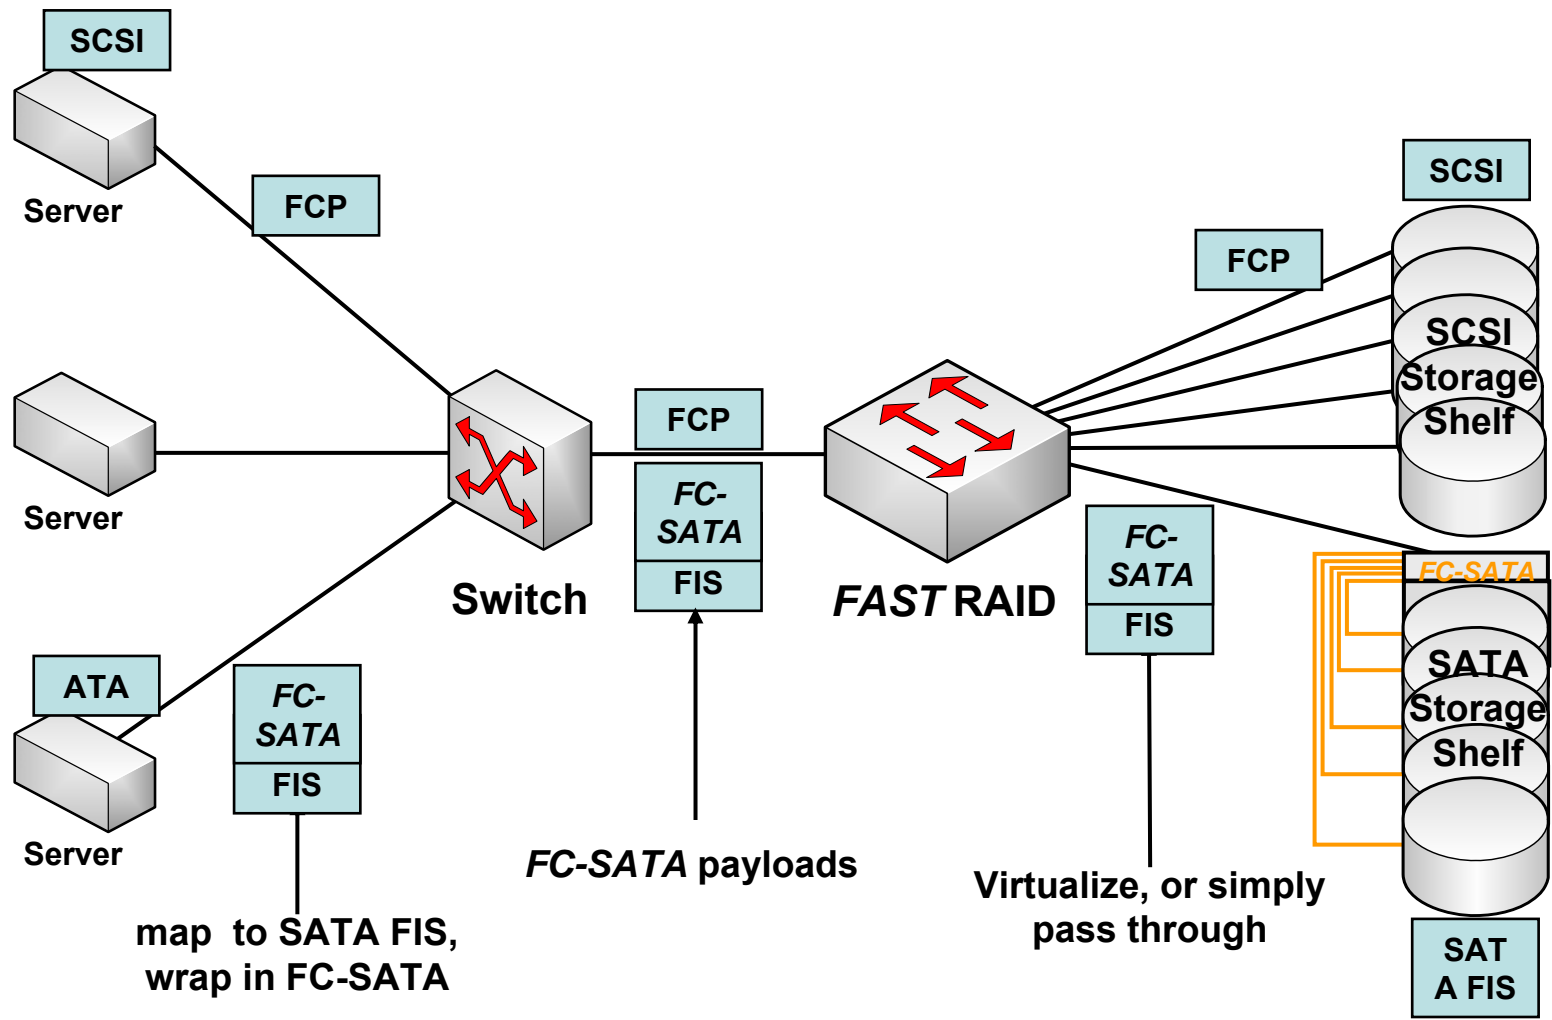 SCSI
Server
FCP
Server
ATA
Server
FC-
SATA
FIS
map to SATA FIS,
wrap in FC-SATA
Switch
FCP
FC-
SATA
FIS
FC-SATA payloads
FAST RAID
FC-
SATA
FIS
Virtualize, or simply
pass through
FCP
SCSI
SCSI
Storage
Shelf
FC-SATA
SATA
Storage
Shelf
SAT
A FIS